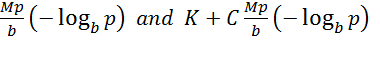 Mp/b (−log_b p) and K + C Mp/b (−log_b p)